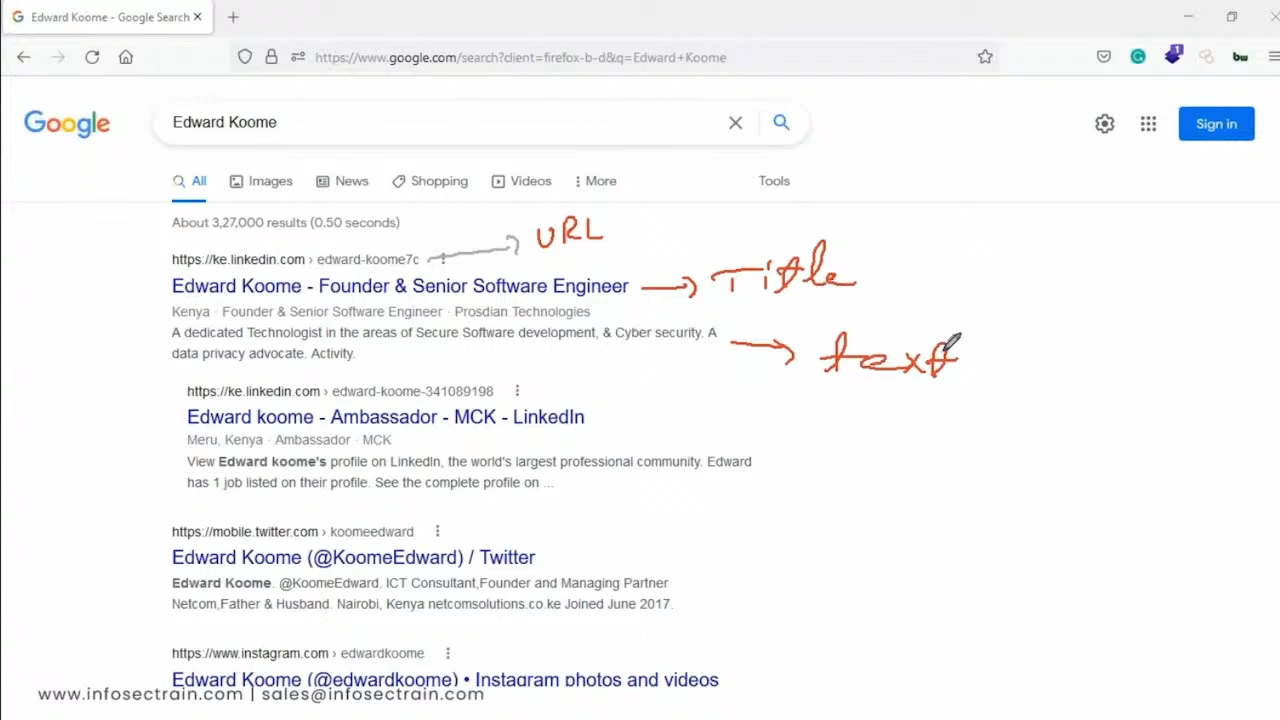 Edward Koome - Google Search
https://www.google.com/search?client=firefox-b-d&q=Edward+Koome
1
bw
Google
Edward Koome
Sign in
All Images News Shopping Videos More Tools
About 3,27,000 results (0.50 seconds)
URL
https://ke.linkedin.com › edward-koome7c
Edward Koome - Founder & Senior Software Engineer
Title
Kenya · Founder & Senior Software Engineer · Prosdian Technologies
A dedicated Technologist in the areas of Secure Software development, & Cyber security. A
data privacy advocate. Activity.
text
https://ke.linkedin.com › edward-koome-341089198
Edward koome - Ambassador - MCK - LinkedIn
Meru, Kenya · Ambassador · MCK
View Edward koome's profile on LinkedIn, the world's largest professional community. Edward
has 1 job listed on their profile. See the complete profile on ...
https://mobile.twitter.com › koomeedward
Edward Koome (@KoomeEdward) / Twitter
Edward Koome. @KoomeEdward. ICT Consultant,Founder and Managing Partner
Netcom,Father & Husband. Nairobi, Kenya netcomsolutions.co.ke Joined June 2017.
https://www.instagram.com › edwardkoome
Edward Koome (@edwardkoome) • Instagram photos and videos
www.infosectrain.com | sales@infosectrain.com